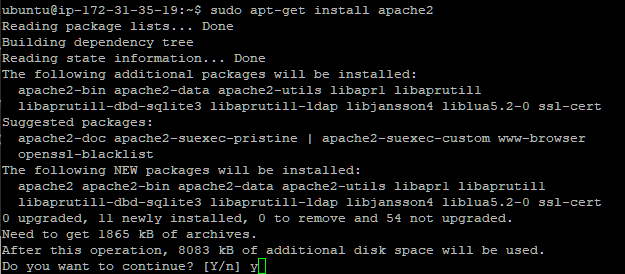 ubuntu@ip-172-31-35-19:~$ sudo apt-get install apache2
Reading package lists... Done
Building dependency tree
Reading state information... Done
The following additional packages will be installed:
  apache2-bin apache2-data apache2-utils libapr1 libaprutil1
  libaprutil1-dbd-sqlite3 libaprutil1-ldap libjansson4 liblua5.2-0 ssl-cert
Suggested packages:
  apache2-doc apache2-suexec-pristine | apache2-suexec-custom www-browser
  openssl-blacklist
The following NEW packages will be installed:
  apache2 apache2-bin apache2-data apache2-utils libapr1 libaprutil1
  libaprutil1-dbd-sqlite3 libaprutil1-ldap libjansson4 liblua5.2-0 ssl-cert
0 upgraded, 11 newly installed, 0 to remove and 54 not upgraded.
Need to get 1865 kB of archives.
After this operation, 8083 kB of additional disk space will be used.
Do you want to continue? [Y/n] y